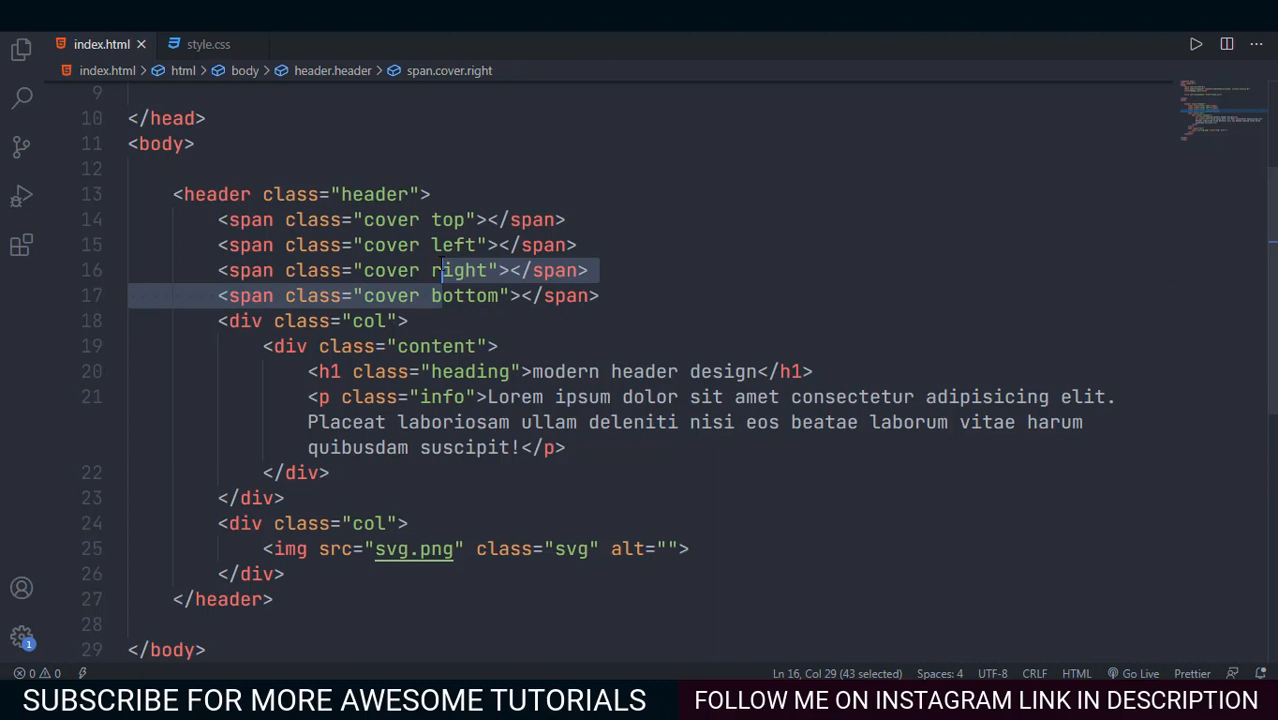 index.html style.css
index.html html body header.header span.cover.right
9
10 </head>
11 <body>
12
13 <header class="header">
14 <span class="cover top"></span>
15 <span class="cover left"></span>
16 <span class="cover right"></span>
17 <span class="cover bottom"></span>
18 <div class="col">
19 <div class="content">
20 <h1 class="heading">modern header design</h1>
21 <p class="info">Lorem ipsum dolor sit amet consectetur adipisicing elit.
Placeat laboriosam ullam deleniti nisi eos beatae laborum vitae harum
quibusdam suscipit!</p>
22 </div>
23 </div>
24 <div class="col">
25 <img src="svg.png" class="svg" alt="">
26 </div>
27 </header>
28
29 </body>
1
0 0 Ln 16, Col 29 (43 selected) Spaces: 4 UTF-8 CRLF HTML Go Live Prettier
SUBSCRIBE FOR MORE AWESOME TUTORIALS FOLLOW ME ON INSTAGRAM LINK IN DESCRIPTION